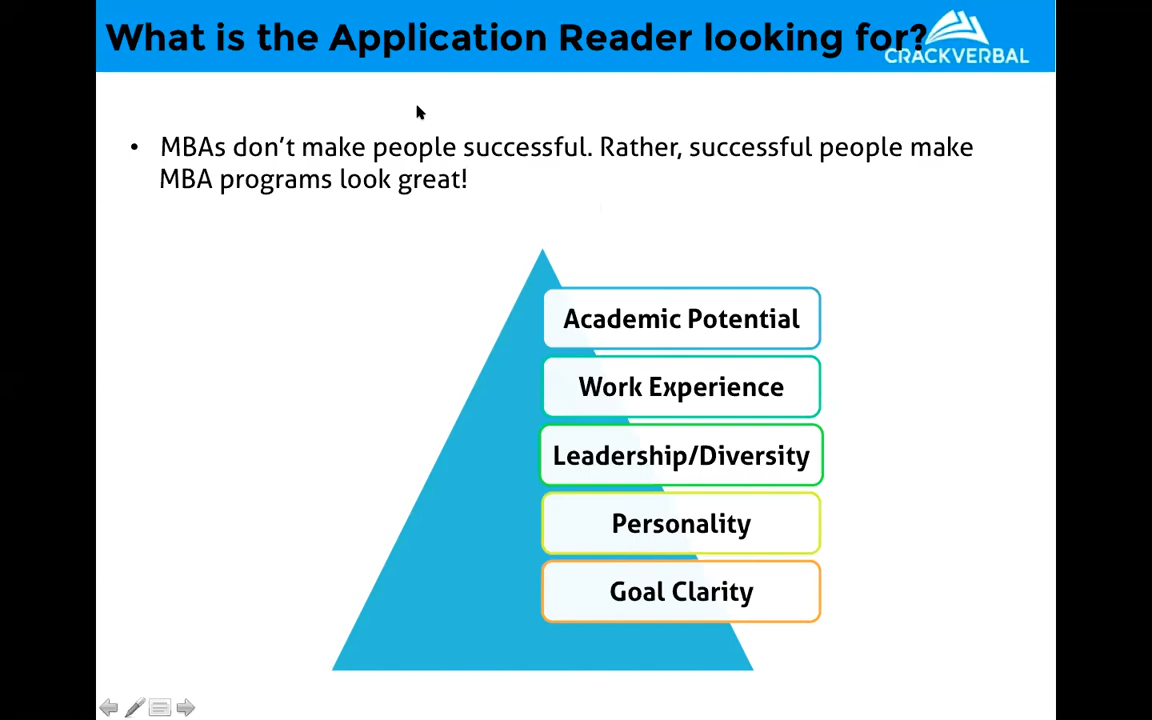 What is the Application Reader looking for?
CRACKVERBAL
• MBAs don't make people successful. Rather, successful people make
MBA programs look great!
Academic Potential
Work Experience
Leadership/Diversity
Personality
Goal Clarity